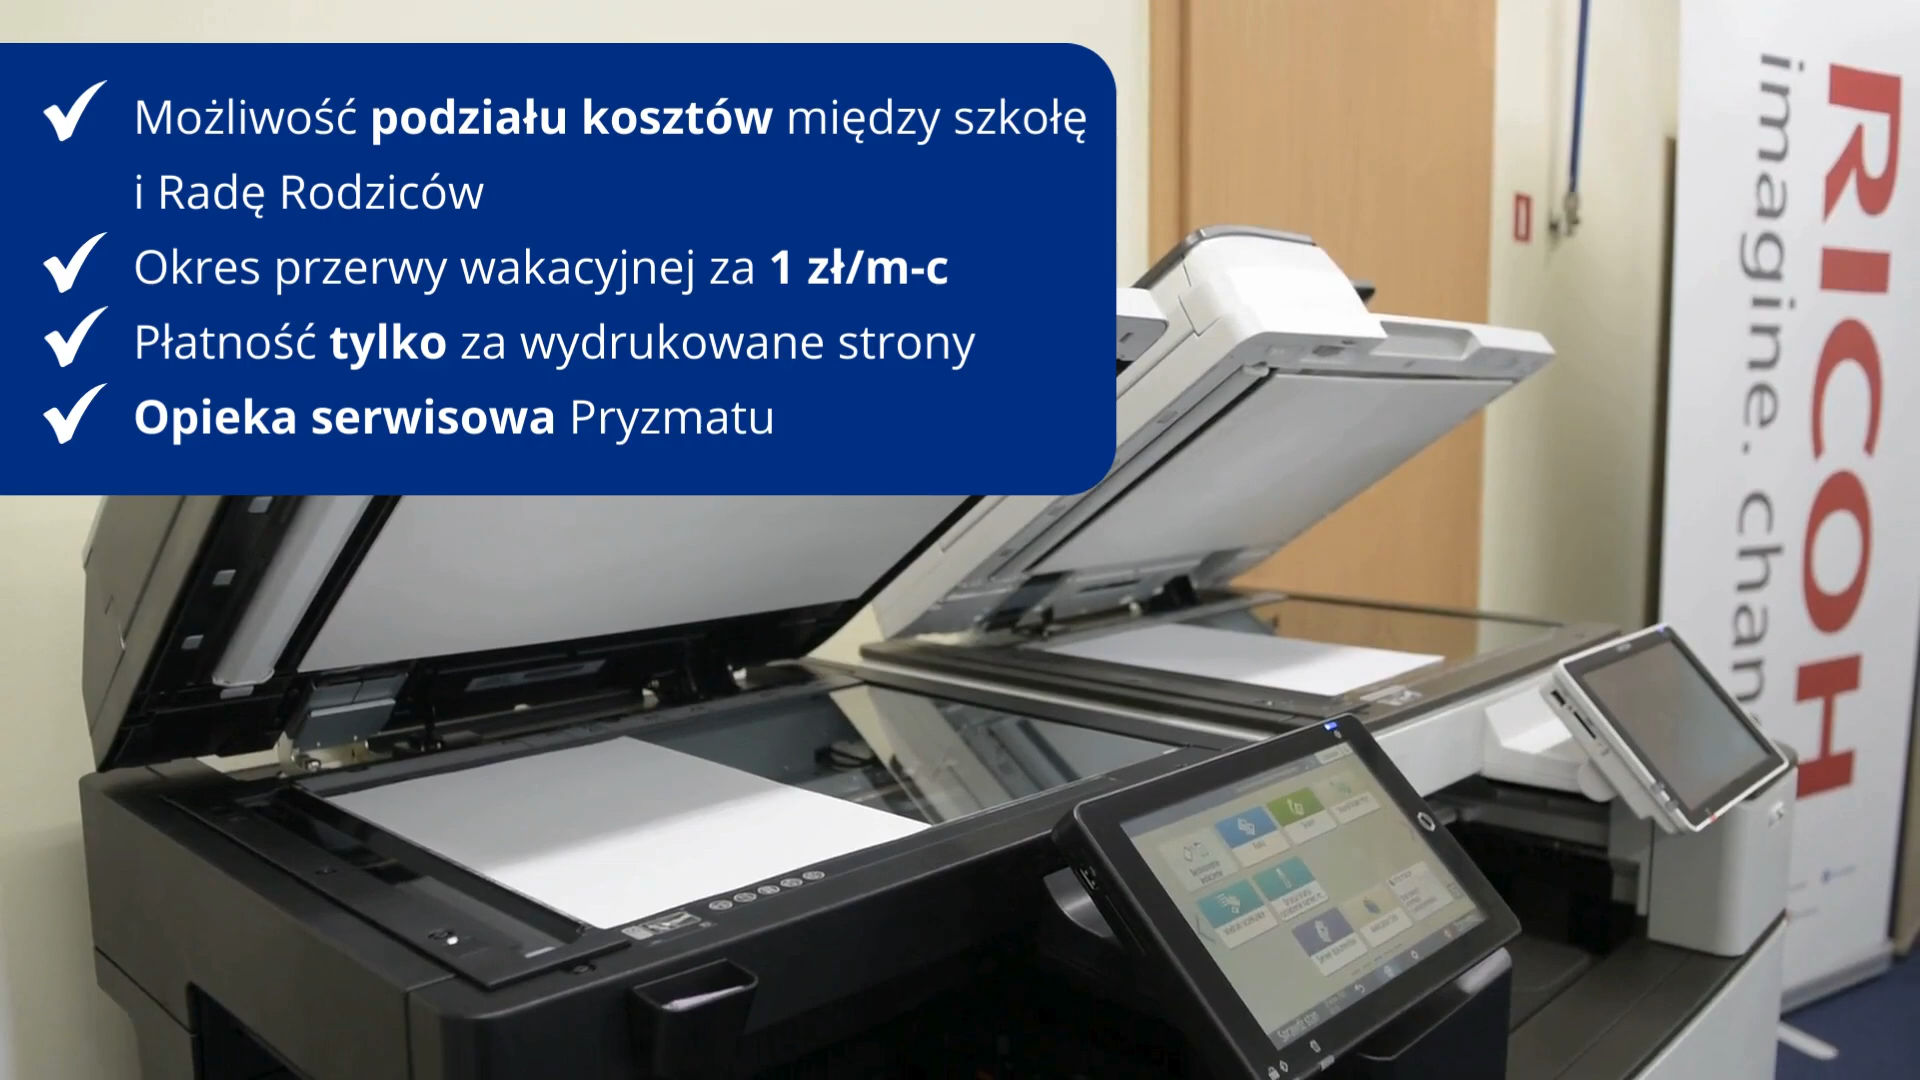 Możliwość podziału kosztów między szkołę
i Radę Rodziców
Okres przerwy wakacyjnej za 1 zł/m-c
Płatność tylko za wydrukowane strony
Opieka serwisowa Pryzmatu
RICOH
imagine. chan